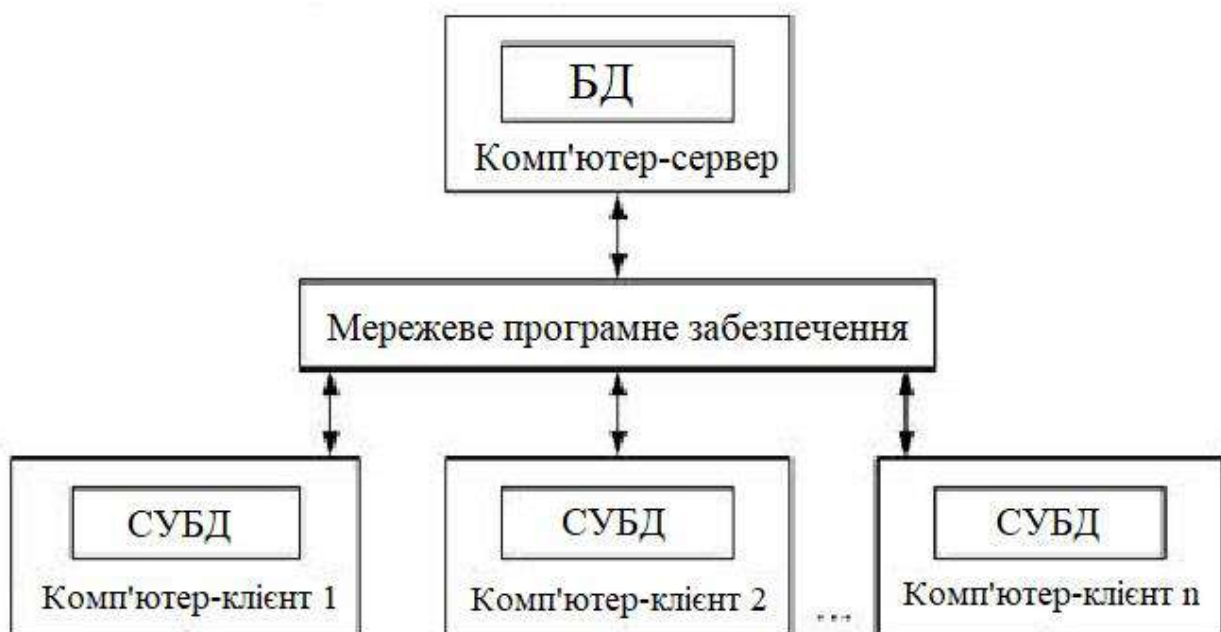 БД
Комп'ютер-сервер
Мережеве програмне забезпечення
СУБД
СУБД
СУБД
Комп'ютер-клієнт 1
Комп'ютер-клієнт 2
...
Комп'ютер-клієнт n